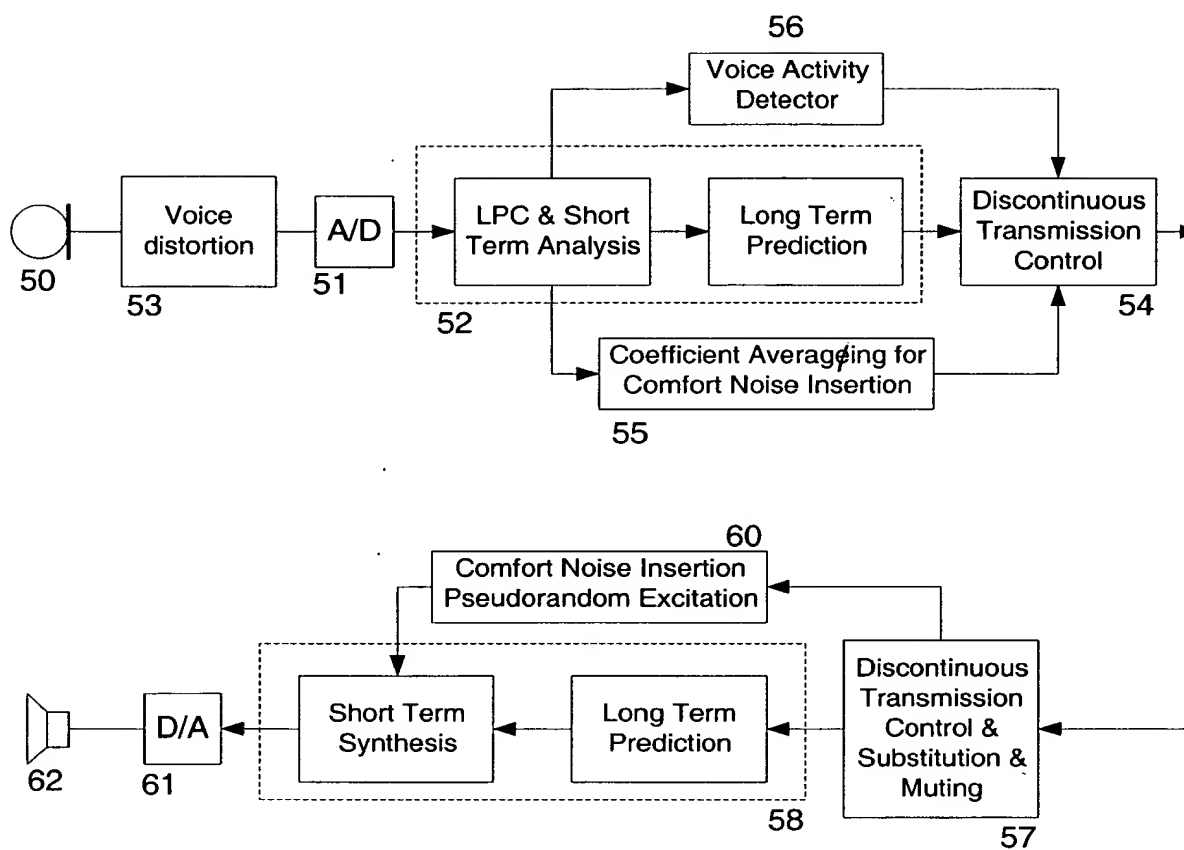 56
Voice Activity
Detector
Voice
distortion
A/D
LPC & Short
Term Analysis
Long Term
Prediction
Discontinuous
Transmission
Control
50
53
51
52
54
Coefficient Averageing for
Comfort Noise Insertion
55
60
Comfort Noise Insertion
Pseudorandom Excitation
Discontinuous
Transmission
Control &
Substitution &
Muting
Long Term
Prediction
Short Term
Synthesis
D/A
62
61
58
57